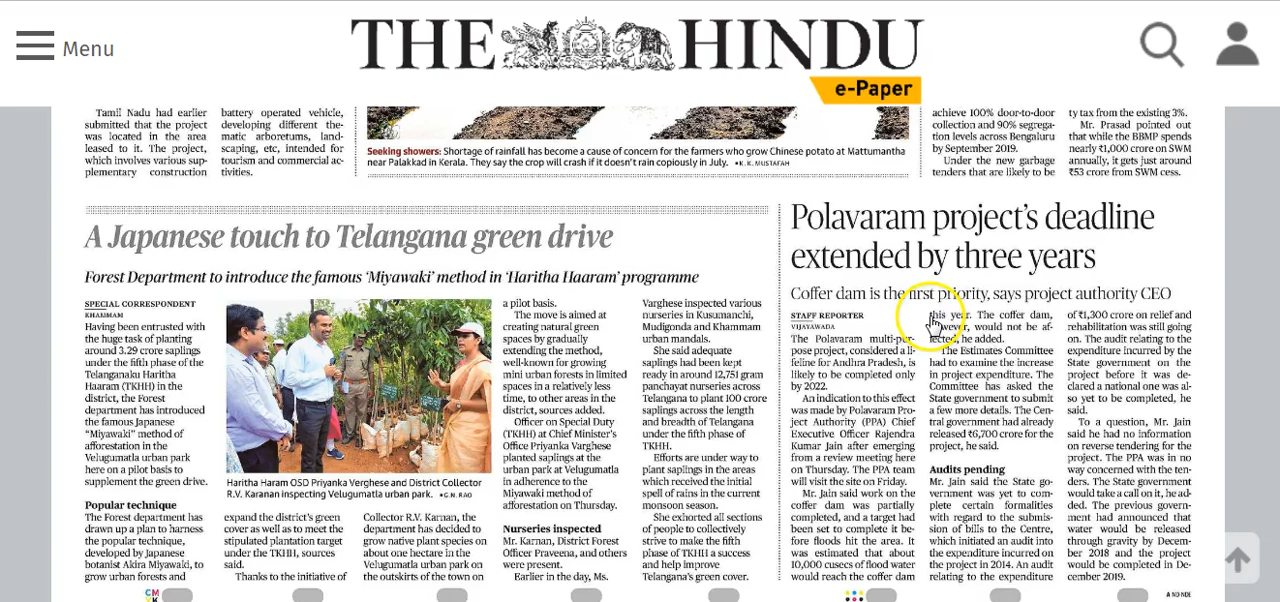 Menu
THE HINDU
e-Paper
Tamil Nadu had earlier
submitted that the project
was located in the area
leased to it. The project,
which involves various sup-
plementary construction
battery operated vehicle,
developing different the-
matic arboretums, land-
scaping, etc, intended for
tourism and commercial ac-
tivities.
Seeking showers: Shortage of rainfall has become a cause of concern for the farmers who grow Chinese potato at Mattumantha
near Palakkad in Kerala. They say the crop will crash if it doesn't rain copiously in July. •K. K. MUSTAFAH
achieve 100% door-to-door
collection and 90% segrega-
tion levels across Bengaluru
by September 2019.
Under the new garbage
tenders that are likely to be
ty tax from the existing 3%.
Mr. Prasad pointed out
that while the BBMP spends
nearly ₹1,000 crore on SWM
annually, it gets just around
₹53 crore from SWM cess.
A Japanese touch to Telangana green drive
Forest Department to introduce the famous 'Miyawaki' method in 'Haritha Haaram' programme
SPECIAL CORRESPONDENT
KHAMMAM
Having been entrusted with
the huge task of planting
around 3.29 crore saplings
under the fifth phase of the
Telanganaku Haritha
Haaram (TKHH) in the
district, the Forest
department has introduced
the famous Japanese
"Miyawaki" method of
afforestation in the
Velugumatla urban park
here on a pilot basis to
supplement the green drive.
Popular technique
The Forest department has
drawn up a plan to harness
the popular technique,
developed by Japanese
botanist Akira Miyawaki, to
grow urban forests and
Haritha Haram OSD Priyanka Verghese and District Collector
R.V. Karanan inspecting Velugumatla urban park. •G.N. RAO
expand the district's green
cover as well as to meet the
stipulated plantation target
under the TKHH, sources
said.
Thanks to the initiative of
Collector R.V. Karnan, the
department has decided to
grow native plant species on
about one hectare in the
Velugumatla urban park on
the outskirts of the town on
a pilot basis.
The move is aimed at
creating natural green
spaces by gradually
extending the method,
well-known for growing
mini urban forests in limited
spaces in a relatively less
time, to other areas in the
district, sources added.
Officer on Special Duty
(TKHH) at Chief Minister's
Office Priyanka Varghese
planted saplings at the
urban park at Velugumatla
in adherence to the
Miyawaki method of
afforestation on Thursday.
Nurseries inspected
Mr. Karnan, District Forest
Officer Praveena, and others
were present.
Earlier in the day, Ms.
Varghese inspected various
nurseries in Kusumanchi,
Mudigonda and Khammam
urban mandals.
She said adequate
saplings had been kept
ready in around 12,751 gram
panchayat nurseries across
Telangana to plant 100 crore
saplings across the length
and breadth of Telangana
under the fifth phase of
TKHH.
Efforts are under way to
plant saplings in the areas
which received the initial
spell of rains in the current
monsoon season.
She exhorted all sections
of people to collectively
strive to make the fifth
phase of TKHH a success
and help improve
Telangana's green cover.
Polavaram project's deadline
extended by three years
Coffer dam is the first priority, says project authority CEO
STAFF REPORTER
VIJAYAWADA
The Polavaram multi-pur-
pose project, considered a li-
feline for Andhra Pradesh, is
likely to be completed only
by 2022.
An indication to this effect
was made by Polavaram Pro-
ject Authority (PPA) Chief
Executive Officer Rajendra
Kumar Jain after emerging
from a review meeting here
on Thursday. The PPA team
will visit the site on Friday.
Mr. Jain said work on the
coffer dam was partially
completed, and a target had
been set to complete it be-
fore floods hit the area. It
was estimated that about
10,000 cusecs of flood water
would reach the coffer dam
this year. The coffer dam,
however, would not be af-
fected, he added.
The Estimates Committee
had to examine the increase
in project expenditure. The
Committee has asked the
State government to submit
a few more details. The Cen-
tral government had already
released ₹6,700 crore for the
project, he said.
Audits pending
Mr. Jain said the State go-
vernment was yet to com-
plete certain formalities
with regard to the submis-
sion of bills to the Centre,
which initiated an audit into
the expenditure incurred on
the project in 2014. An audit
relating to the expenditure
of ₹1,300 crore on relief and
rehabilitation was still going
on. The audit relating to the
expenditure incurred by the
State government on the
project before it was de-
clared a national one was al-
so yet to be completed, he
said.
To a question, Mr. Jain
said he had no information
on reverse tendering for the
project. The PPA was in no
way concerned with the ten-
ders. The State government
would take a call on it, he ad-
ded. The previous govern-
ment had announced that
water would be released
through gravity by Decem-
ber 2018 and the project
would be completed in De-
cember 2019.
CM
YK
A ND-NDE